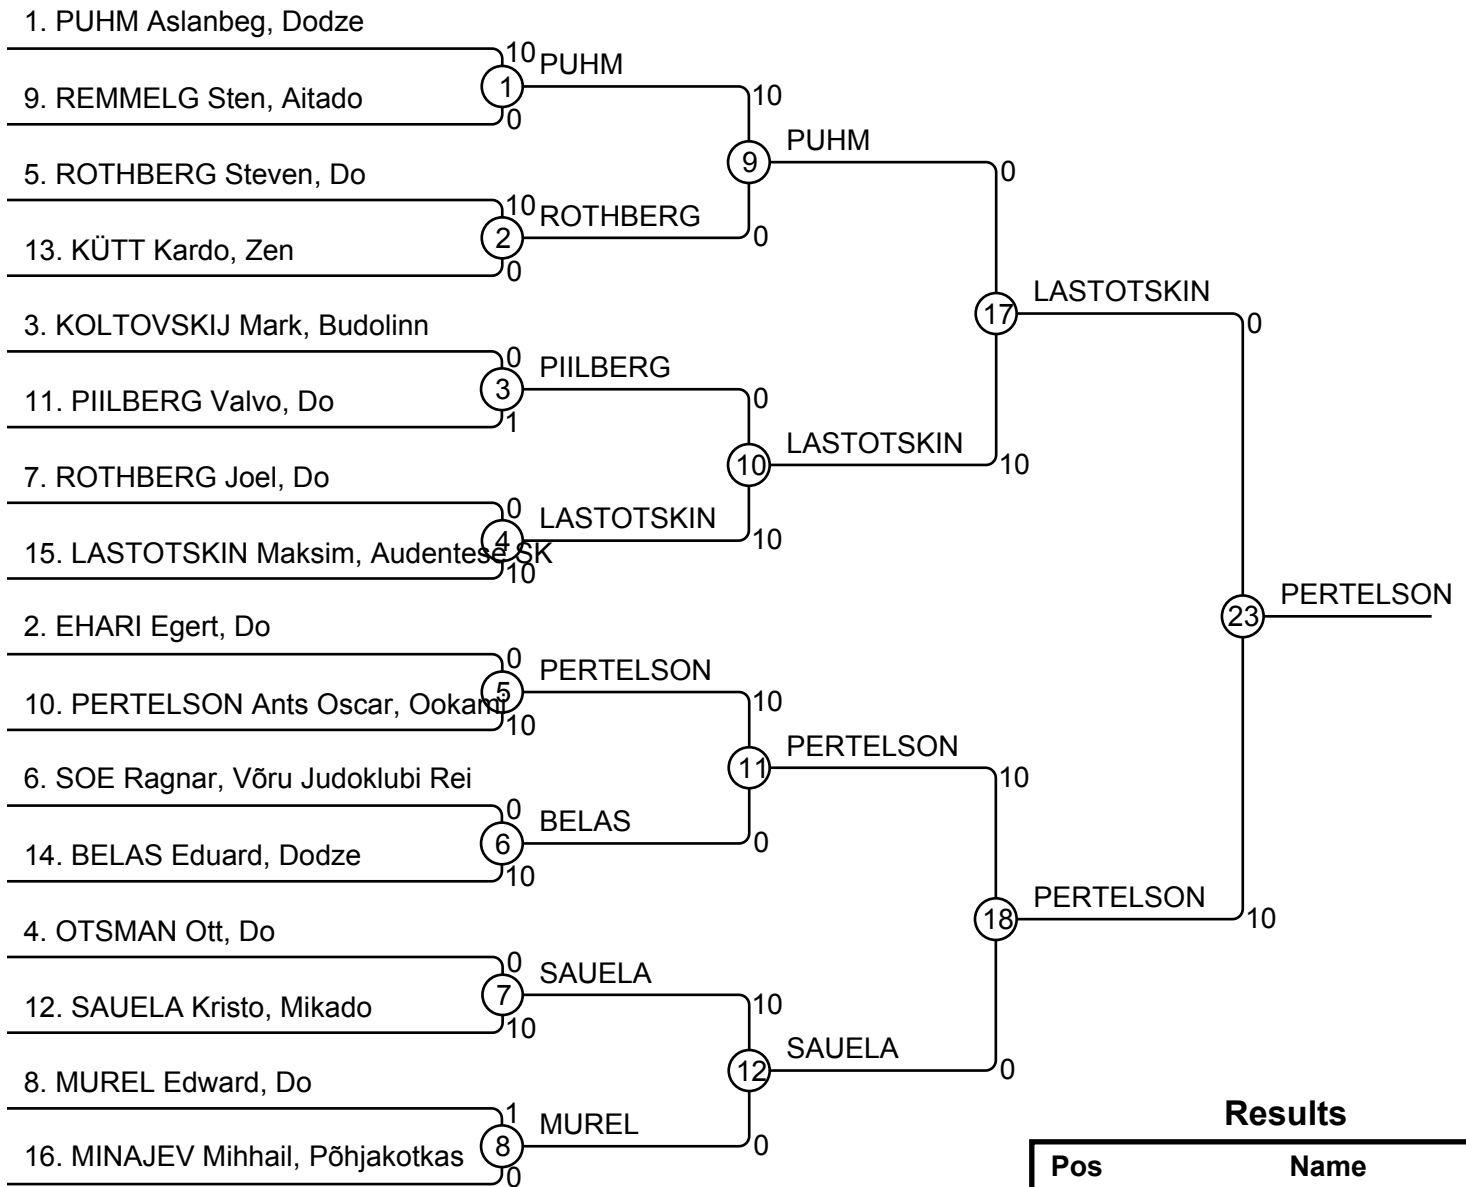 1. PUHM Aslanbeg, Dodze
10
PUHM
1
10
9. REMMELG Sten, Aitado
0
PUHM
9
0
5. ROTHBERG Steven, Do
10
ROTHBERG
2
0
13. KÜTT Kardo, Zen
0
LASTOTSKIN
17
0
3. KOLTOVSKIJ Mark, Budolinn
0
PIILBERG
3
0
11. PIILBERG Valvo, Do
1
LASTOTSKIN
10
10
7. ROTHBERG Joel, Do
0
LASTOTSKIN
4
10
15. LASTOTSKIN Maksim, Audentese SK
10
PERTELSON
23
2. EHARI Egert, Do
0
PERTELSON
5
10
10. PERTELSON Ants Oscar, Ookami
10
PERTELSON
11
10
6. SOE Ragnar, Võru Judoklubi Rei
0
BELAS
6
0
14. BELAS Eduard, Dodze
10
PERTELSON
18
10
4. OTSMAN Ott, Do
0
SAUELA
7
10
12. SAUELA Kristo, Mikado
10
SAUELA
12
0
8. MUREL Edward, Do
1
MUREL
8
0
16. MINAJEV Mihhail, Põhjakotkas
0
Results
Pos Name